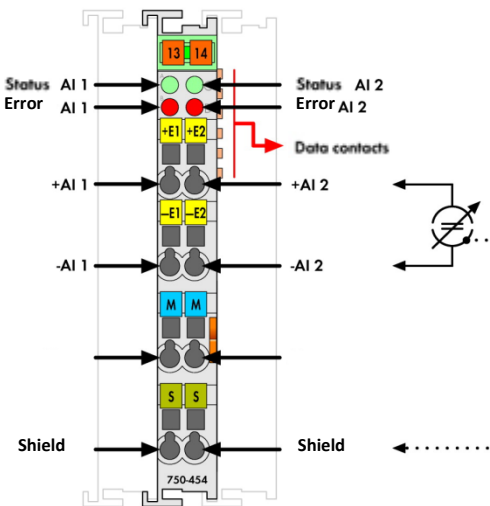 13 14
Status AI 1
Status AI 2
Error AI 1
Error AI 2
+E1 +E2
Data contacts
+AI 1
+AI 2
–E1 –E2
-AI 1
-AI 2
M M
S S
Shield
Shield
750-454